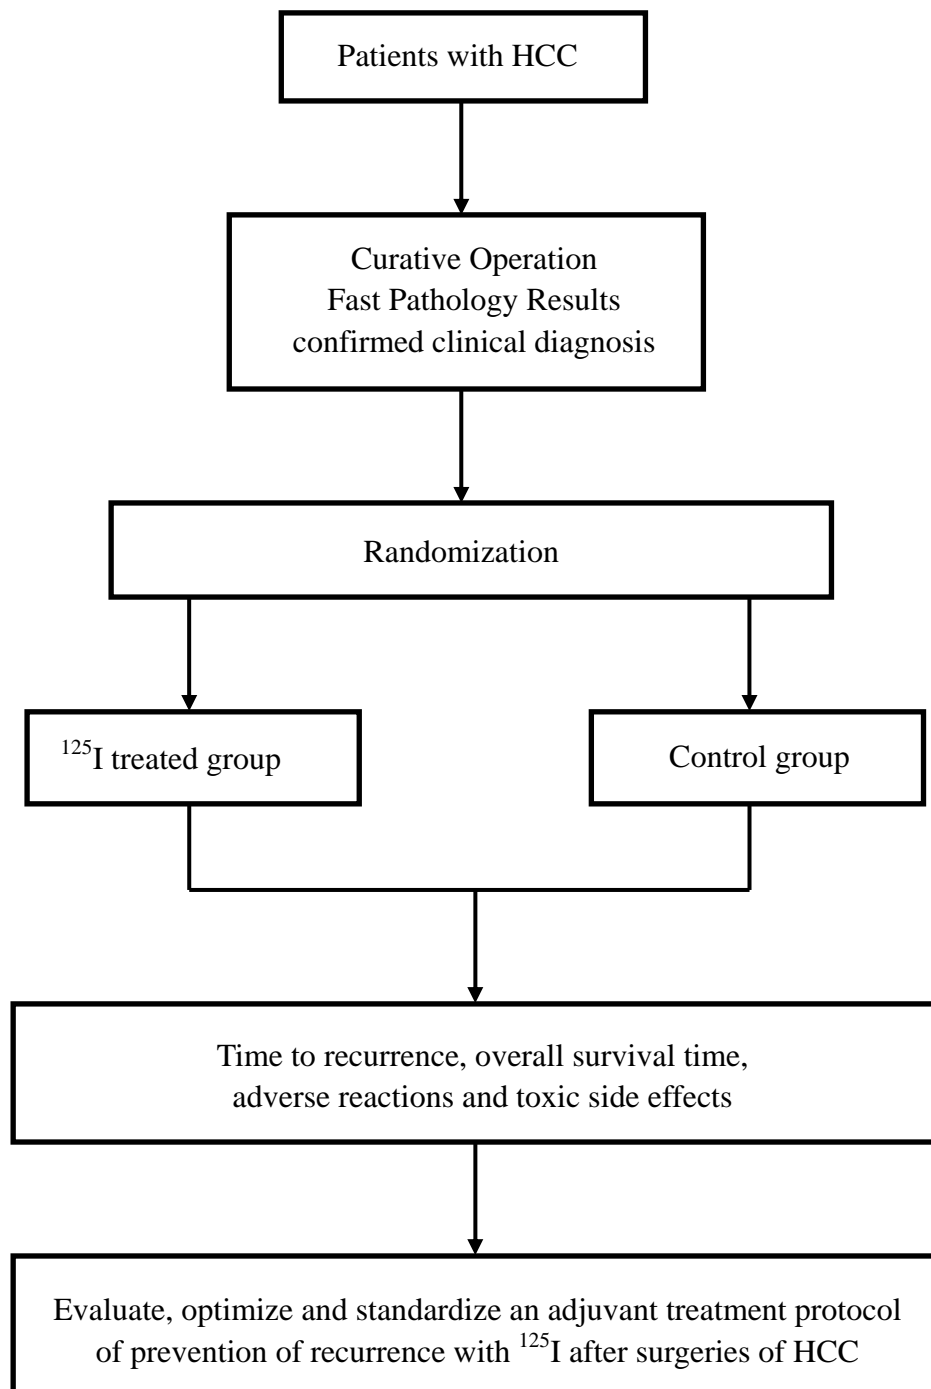 Patients with HCC
Curative Operation
Fast Pathology Results
confirmed clinical diagnosis
Randomization
¹²⁵I treated group
Control group
Time to recurrence, overall survival time,
adverse reactions and toxic side effects
Evaluate, optimize and standardize an adjuvant treatment protocol
of prevention of recurrence with ¹²⁵I after surgeries of HCC